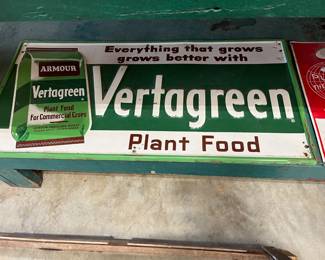 Everything that grows
grows better with
ARMOUR
Vertagreen
Plant Food
For Commercial Crops
Vertagreen
Plant Food